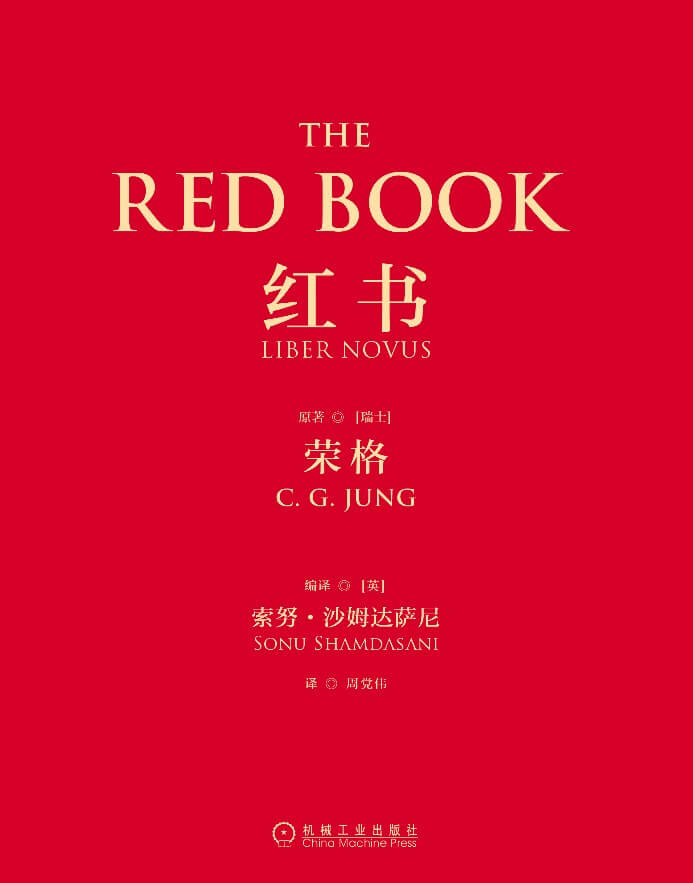 THE
RED BOOK
红书
LIBER NOVUS
原著 ◎ [瑞士]
荣格
C. G. JUNG
编译 ◎ [英]
索努·沙姆达萨尼
SONU SHAMDASANI
译 ◎ 周党伟
机械工业出版社
China Machine Press